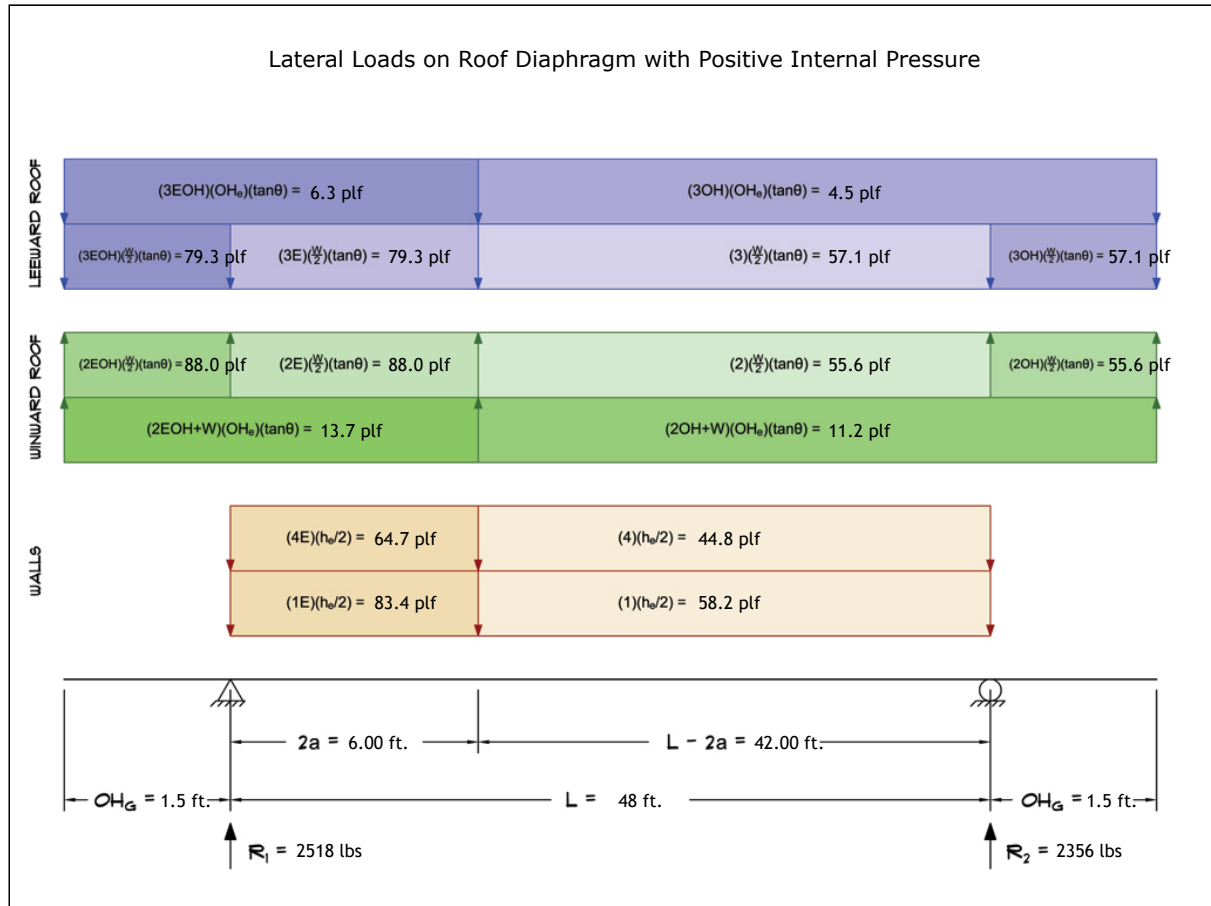 Lateral Loads on Roof Diaphragm with Positive Internal Pressure
LEEWARD ROOF
(3EOH)(OHₑ)(tanθ) = 6.3 plf
(3OH)(OHₑ)(tanθ) = 4.5 plf
(3EOH)(W/2)(tanθ) = 79.3 plf
(3E)(W/2)(tanθ) = 79.3 plf
(3)(W/2)(tanθ) = 57.1 plf
(3OH)(W/2)(tanθ) = 57.1 plf
WINWARD ROOF
(2EOH)(W/2)(tanθ) = 88.0 plf
(2E)(W/2)(tanθ) = 88.0 plf
(2)(W/2)(tanθ) = 55.6 plf
(2OH)(W/2)(tanθ) = 55.6 plf
(2EOH+W)(OHₑ)(tanθ) = 13.7 plf
(2OH+W)(OHₑ)(tanθ) = 11.2 plf
WALLS
(4E)(hₑ/2) = 64.7 plf
(4)(hₑ/2) = 44.8 plf
(1E)(hₑ/2) = 83.4 plf
(1)(hₑ/2) = 58.2 plf
2a = 6.00 ft.
L - 2a = 42.00 ft.
OH_G = 1.5 ft.
L = 48 ft.
OH_G = 1.5 ft.
R₁ = 2518 lbs
R₂ = 2356 lbs